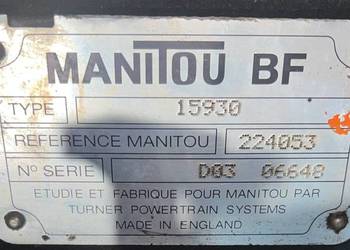 MANITOU BF
TYPE 15930
REFERENCE MANITOU 224053
No SERIE D03 06648
ETUDIE ET FABRIQUE POUR MANITOU PAR
TURNER POWERTRAIN SYSTEMS
MADE IN ENGLAND